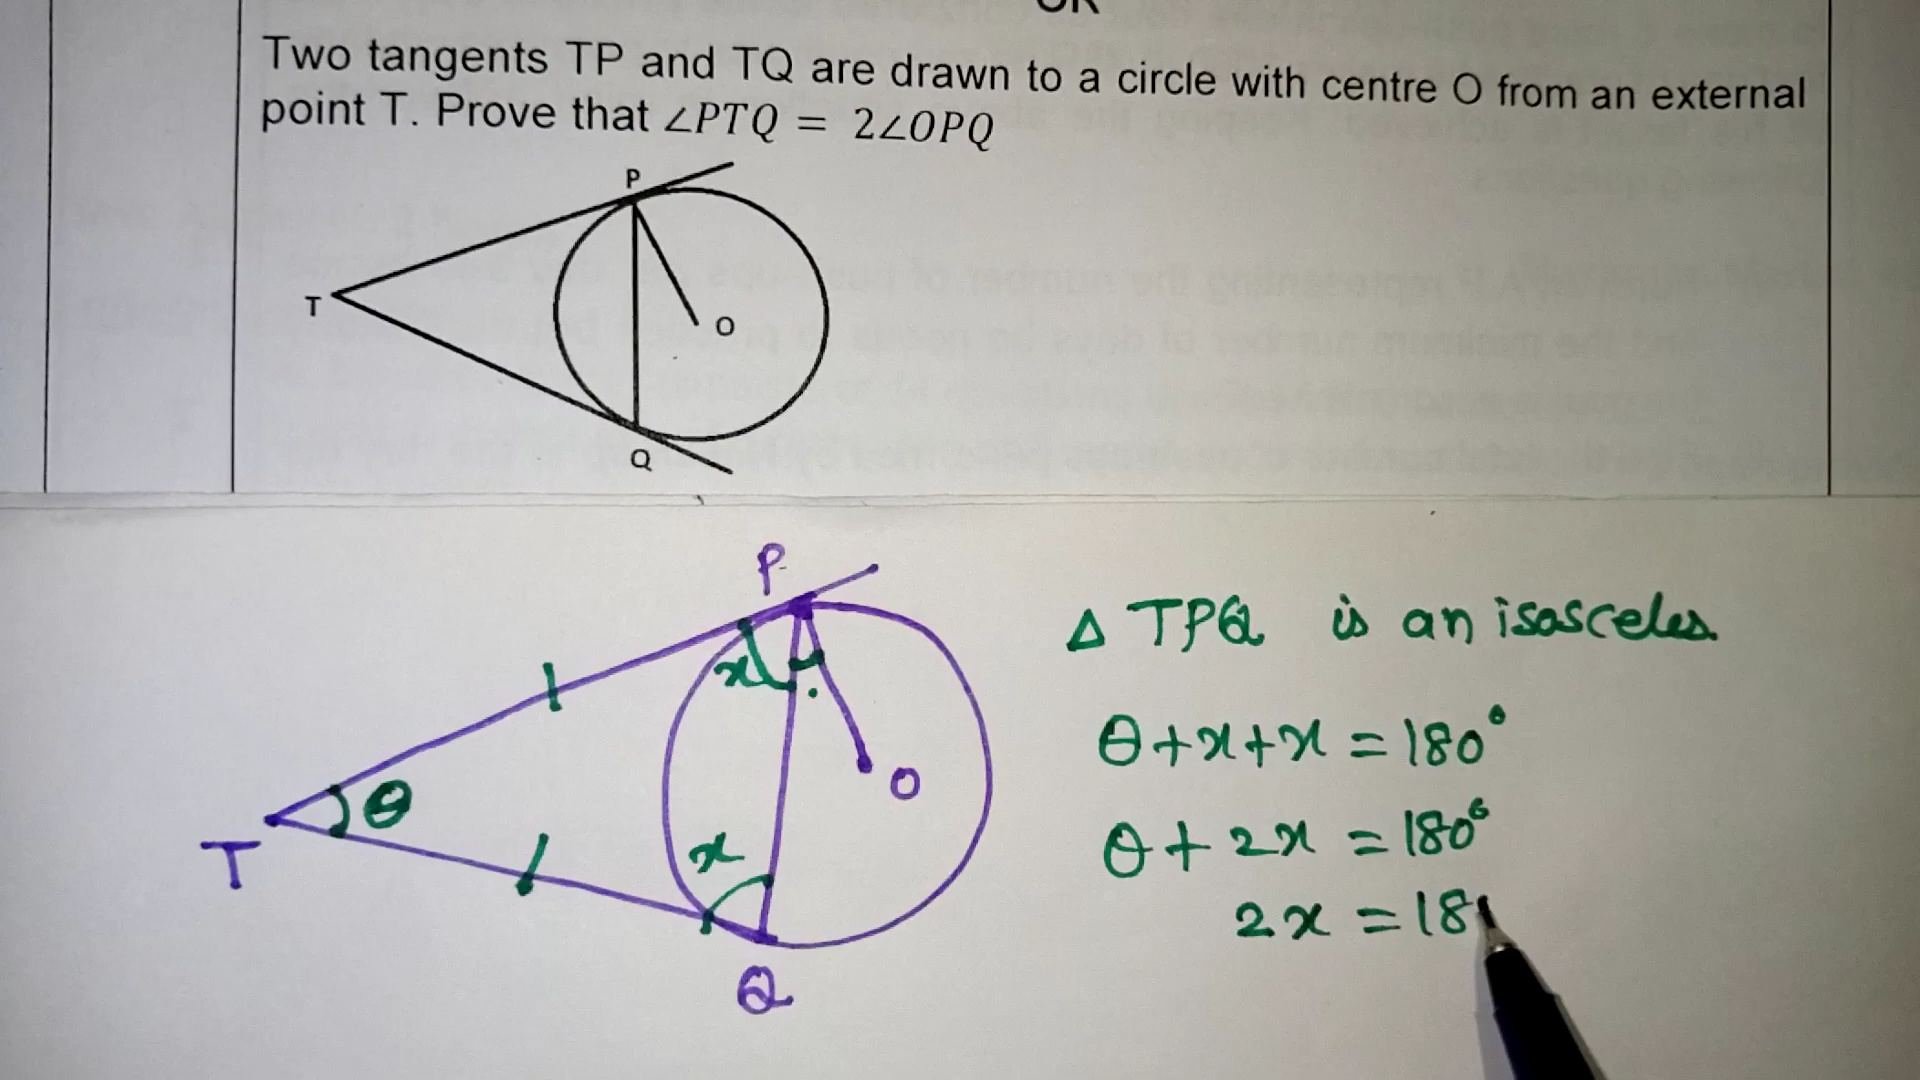 Two tangents TP and TQ are drawn to a circle with centre O from an external
point T. Prove that ∠PTQ = 2∠OPQ
P
T
O
Q
P
△ TPQ is an isosceles.
x
θ+x+x = 180°
O
θ
θ + 2x = 180°
T
x
2x = 18
Q